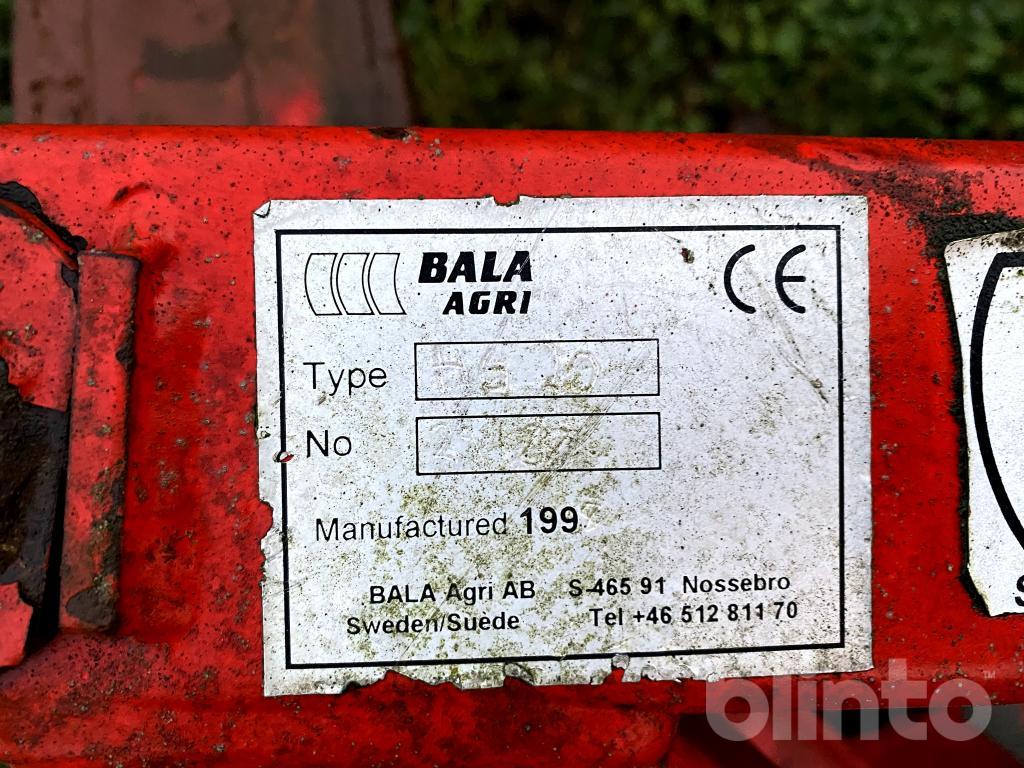 BALA
AGRI
CE
Type
No
Manufactured 199
BALA Agri AB S-465 91 Nossebro
Sweden/Suède Tel +46 512 811 70
blinto™